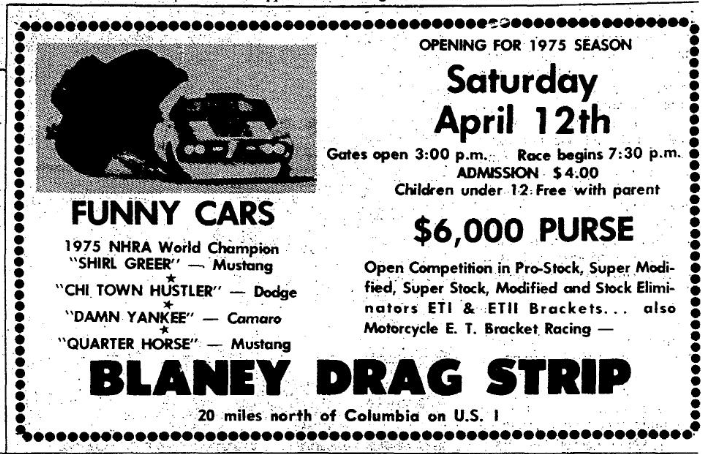 OPENING FOR 1975 SEASON
Saturday
April 12th
Gates open 3:00 p.m. Race begins 7:30 p.m.
ADMISSION $4.00
Children under 12 Free with parent
$6,000 PURSE
Open Competition in Pro-Stock, Super Modi-
fied, Super Stock, Modified and Stock Elimi-
nators ETI & ETII Brackets... also
Motorcycle E. T. Bracket Racing —
FUNNY CARS
1975 NHRA World Champion
"SHIRL GREER" — Mustang
"CHI TOWN HUSTLER" — Dodge
"DAMN YANKEE" — Camaro
"QUARTER HORSE" — Mustang
BLANEY DRAG STRIP
20 miles north of Columbia on U.S. 1